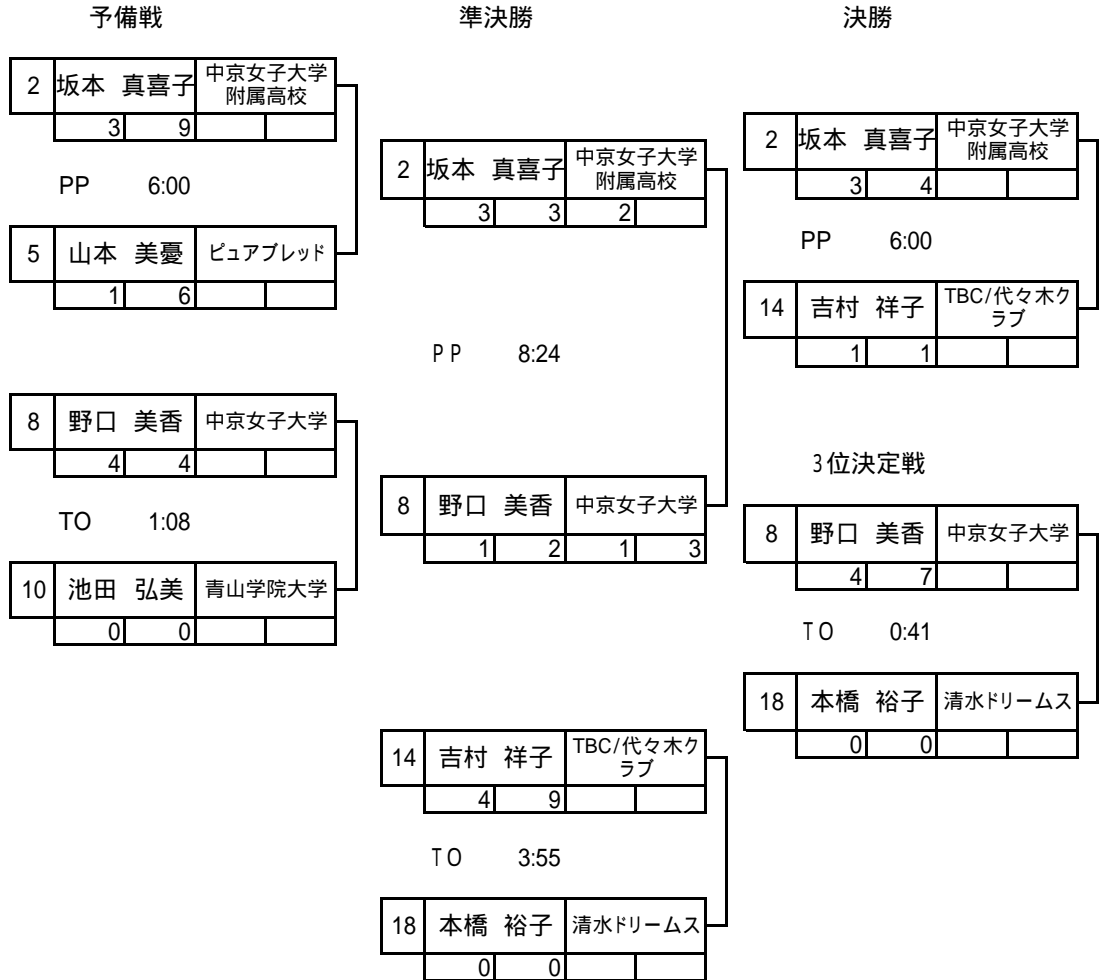 予備戦
2 坂本 真喜子 中京女子大学
附属高校
3 9
PP 6:00
5 山本 美憂 ピュアブレッド
1 6
8 野口 美香 中京女子大学
4 4
TO 1:08
10 池田 弘美 青山学院大学
0 0
準決勝
2 坂本 真喜子 中京女子大学
附属高校
3 3 2
PP 8:24
8 野口 美香 中京女子大学
1 2 1 3
14 吉村 祥子 TBC/代々木ク
ラブ
4 9
TO 3:55
18 本橋 裕子 清水ドリームス
0 0
決勝
2 坂本 真喜子 中京女子大学
附属高校
3 4
PP 6:00
14 吉村 祥子 TBC/代々木ク
ラブ
1 1
3位決定戦
8 野口 美香 中京女子大学
4 7
TO 0:41
18 本橋 裕子 清水ドリームス
0 0